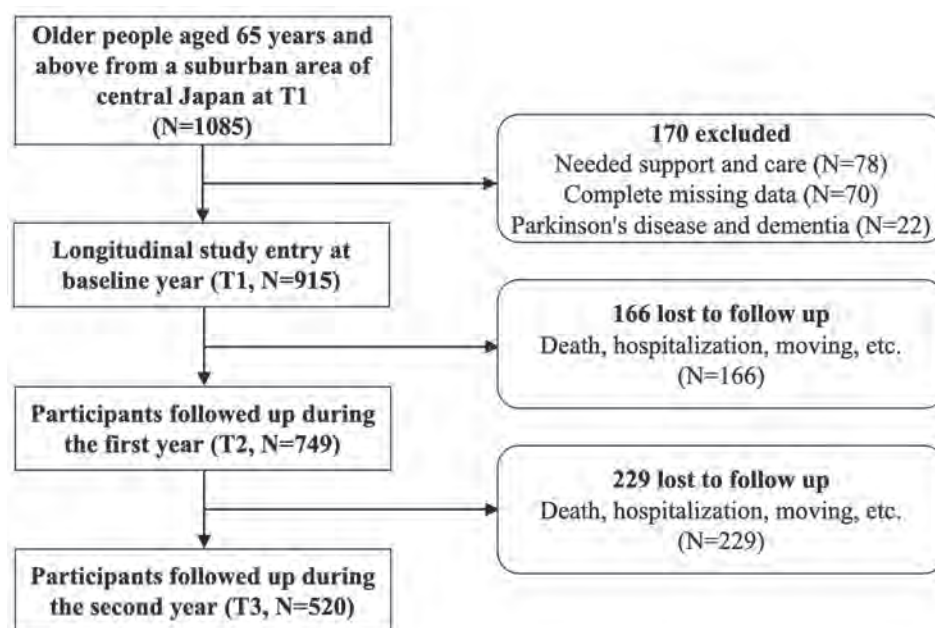 Older people aged 65 years and
above from a suburban area of
central Japan at T1
(N=1085)
170 excluded
Needed support and care (N=78)
Complete missing data (N=70)
Parkinson's disease and dementia (N=22)
Longitudinal study entry at
baseline year (T1, N=915)
166 lost to follow up
Death, hospitalization, moving, etc.
(N=166)
Participants followed up during
the first year (T2, N=749)
229 lost to follow up
Death, hospitalization, moving, etc.
(N=229)
Participants followed up during
the second year (T3, N=520)